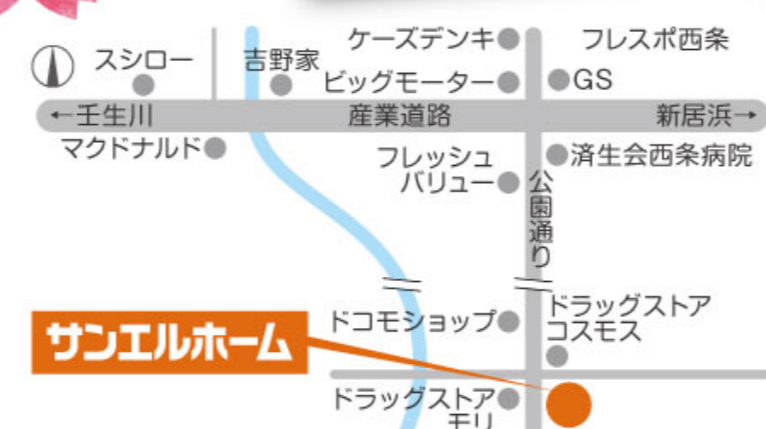 ケーズデンキ
フレスポ西条
スシロー
吉野家
ビッグモーター
GS
←壬生川
産業道路
新居浜→
マクドナルド
フレッシュ
バリュー
済生会西条病院
公園通り
ドコモショップ
ドラッグストア
コスモス
サンエルホーム
ドラッグストア
モリ